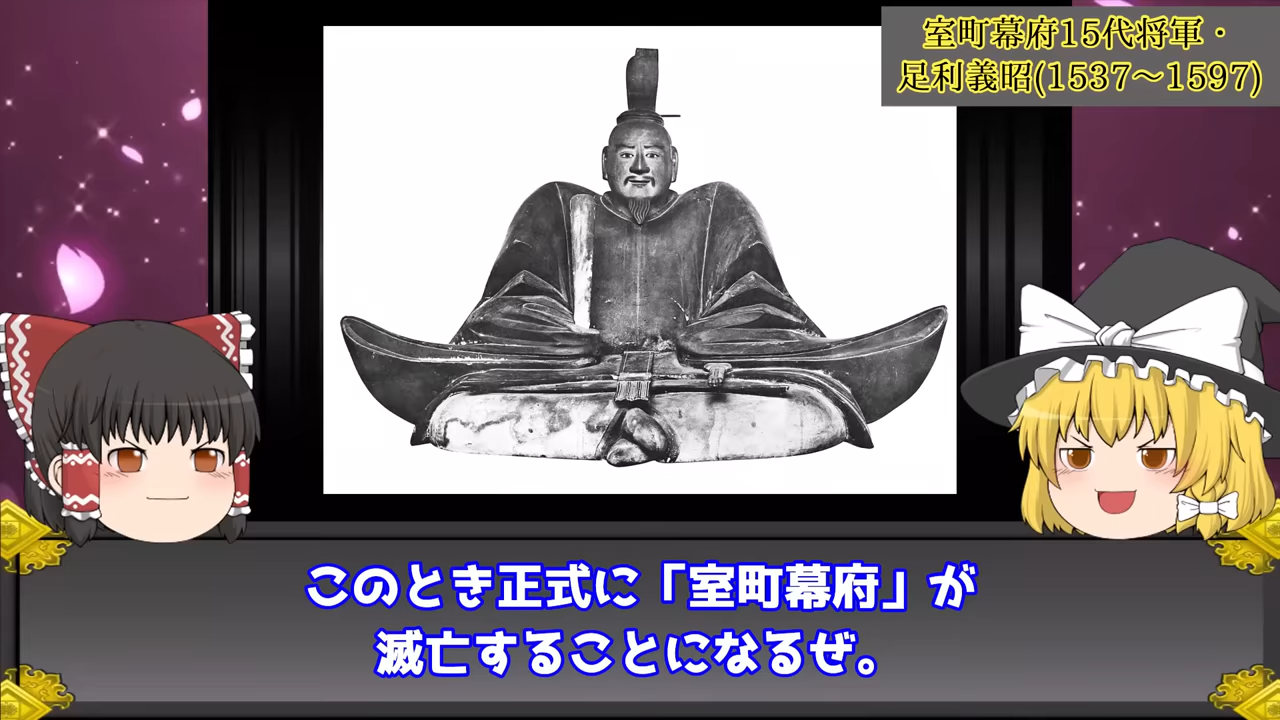 室町幕府15代将軍・
足利義昭(1537～1597)
このとき正式に「室町幕府」が
滅亡することになるぜ。